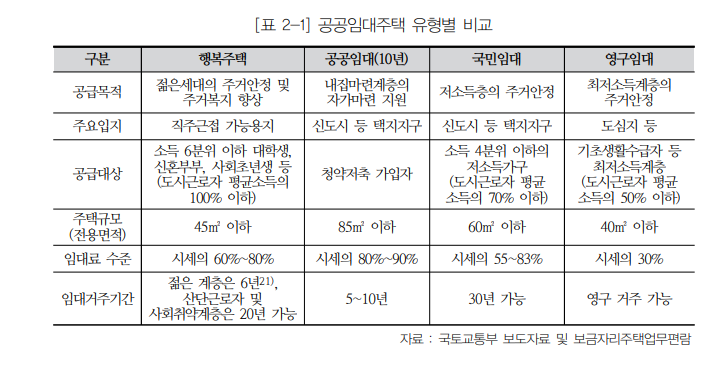 [표 2-1] 공공임대주택 유형별 비교
구분 행복주택 공공임대(10년) 국민임대 영구임대
공급목적 젊은세대의 주거안정 및 주거복지 향상 내집마련계층의 자가마련 지원 저소득층의 주거안정 최저소득계층의 주거안정
주요입지 직주근접 가능용지 신도시 등 택지지구 신도시 등 택지지구 도심지 등
공급대상 소득 6분위 이하 대학생, 신혼부부, 사회초년생 등 (도시근로자 평균소득의 100% 이하) 청약저축 가입자 소득 4분위 이하의 저소득가구 (도시근로자 평균 소득의 70% 이하) 기초생활수급자 등 최저소득계층 (도시근로자 평균 소득의 50% 이하)
주택규모 (전용면적) 45㎡ 이하 85㎡ 이하 60㎡ 이하 40㎡ 이하
임대료 수준 시세의 60%~80% 시세의 80%~90% 시세의 55~83% 시세의 30%
임대거주기간 젊은 계층은 6년21), 산단근로자 및 사회취약계층은 20년 가능 5~10년 30년 가능 영구 거주 가능
자료 : 국토교통부 보도자료 및 보금자리주택업무편람